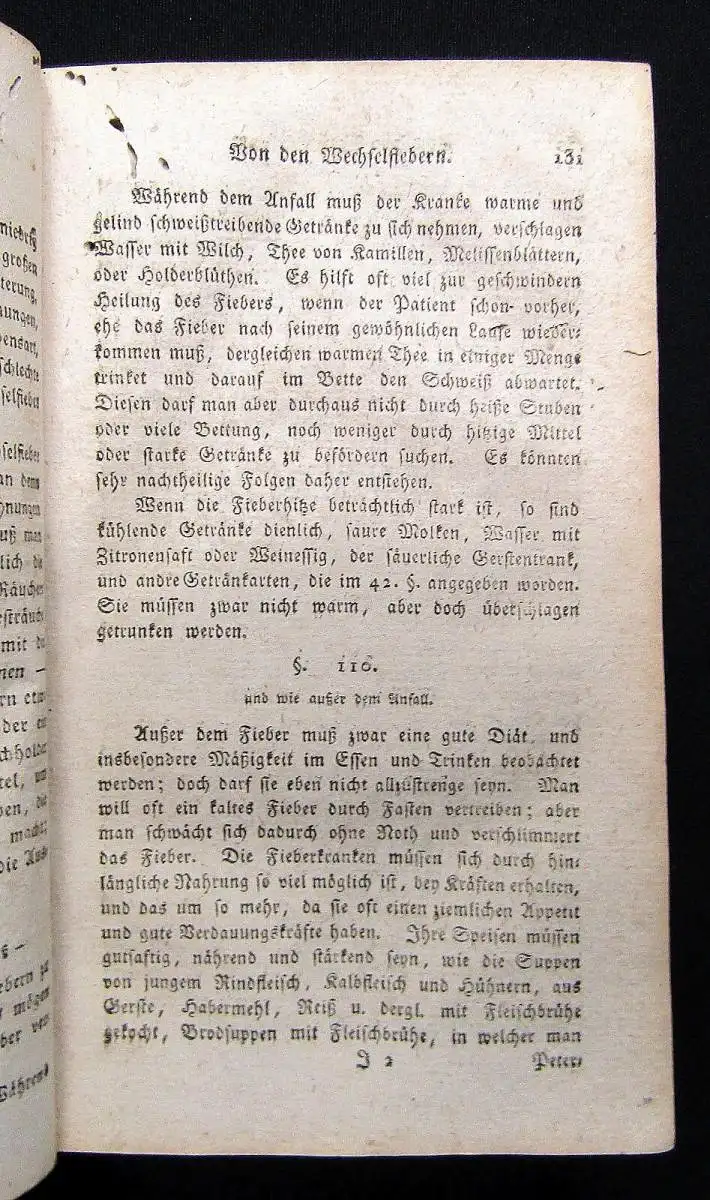 Von den Wechselfiebern. 131
Während dem Anfall muß der Kranke warme und
gelind schweißtreibende Getränke zu sich nehmen, verschlagen
Wasser mit Milch, Thee von Kamillen, Melissenblättern,
oder Holderblüthen. Es hilft oft viel zur geschwindern
Heilung des Fiebers, wenn der Patient schon vorher,
ehe das Fieber nach seinem gewöhnlichen Laufe wieder-
kommen muß, dergleichen warmen Thee in einiger Menge
trinket und darauf im Bette den Schweiß abwartet.
Diesen darf man aber durchaus nicht durch heiße Stuben
oder viele Bettung, noch weniger durch hitzige Mittel
oder starke Getränke zu befördern suchen. Es könnten
sehr nachtheilige Folgen daher entstehen.
Wenn die Fieberhitze beträchtlich stark ist, so sind
kühlende Getränke dienlich, saure Molken, Wasser mit
Zitronensaft oder Weinessig, der säuerliche Gerstentrank,
und andre Getränkarten, die im 42. §. angegeben worden.
Sie müssen zwar nicht warm, aber doch überschlagen
getrunken werden.
§. 110.
und wie außer dem Anfall.
Außer dem Fieber muß zwar eine gute Diät, und
insbesondere Mäßigkeit im Essen und Trinken beobachtet
werden; doch darf sie eben nicht allzustrenge seyn. Man
will oft ein kaltes Fieber durch Fasten vertreiben; aber
man schwächt sich dadurch ohne Noth und verschlimmert
das Fieber. Die Fieberkranken müssen sich durch hin-
längliche Nahrung so viel möglich ist, bey Kräften erhalten,
und das um so mehr, da sie oft einen ziemlichen Appetit
und gute Verdauungskräfte haben. Ihre Speisen müssen
gutsaftig, nährend und stärkend seyn, wie die Suppen
von jungem Rindfleisch, Kalbfleisch und Hühnern, aus
Gerste, Habermehl, Reiß u. dergl. mit Fleischbrühe
gekocht, Brodsuppen mit Fleischbrühe, in welcher man
J 2 Peter-